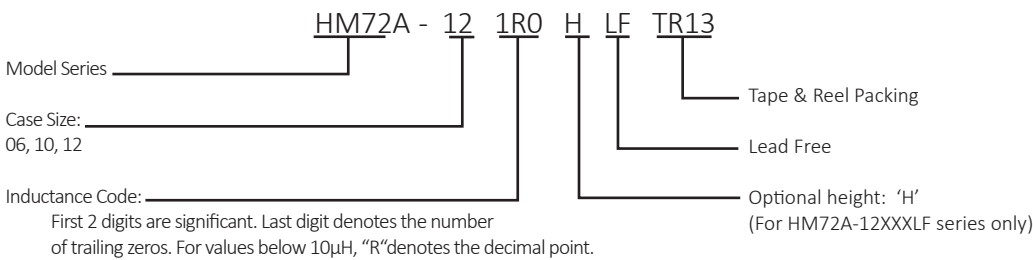 HM72A - 12 1R0 H LF TR13
Model Series
Tape & Reel Packing
Case Size:
06, 10, 12
Lead Free
Inductance Code:
First 2 digits are significant. Last digit denotes the number
of trailing zeros. For values below 10μH, “R“denotes the decimal point.
Optional height: ‘H’
(For HM72A-12XXXLF series only)